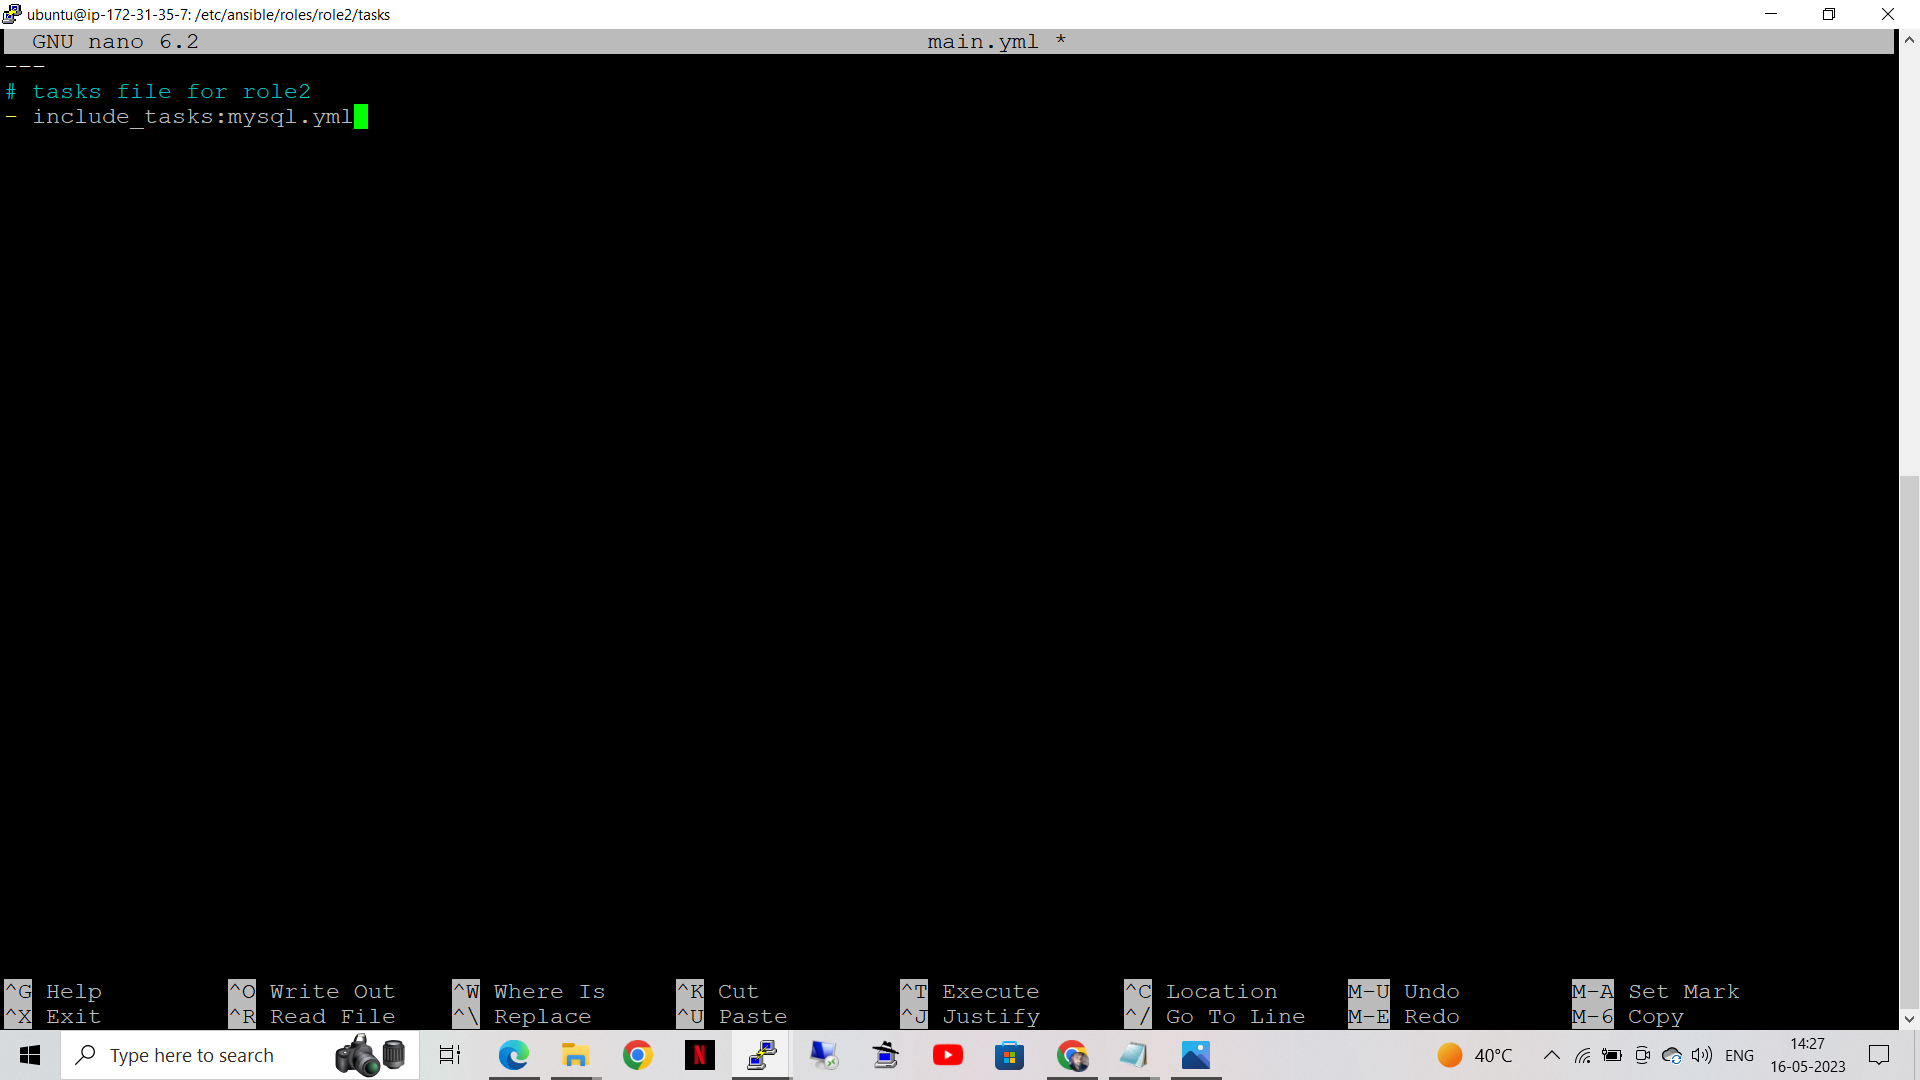 ubuntu@ip-172-31-35-7: /etc/ansible/roles/role2/tasks
GNU nano 6.2 main.yml *
---
# tasks file for role2
- include_tasks:mysql.yml
^G Help ^O Write Out ^W Where Is ^K Cut ^T Execute ^C Location M-U Undo M-A Set Mark
^X Exit ^R Read File ^\ Replace ^U Paste ^J Justify ^/ Go To Line M-E Redo M-6 Copy
Type here to search N 40°C ENG 14:27
16-05-2023